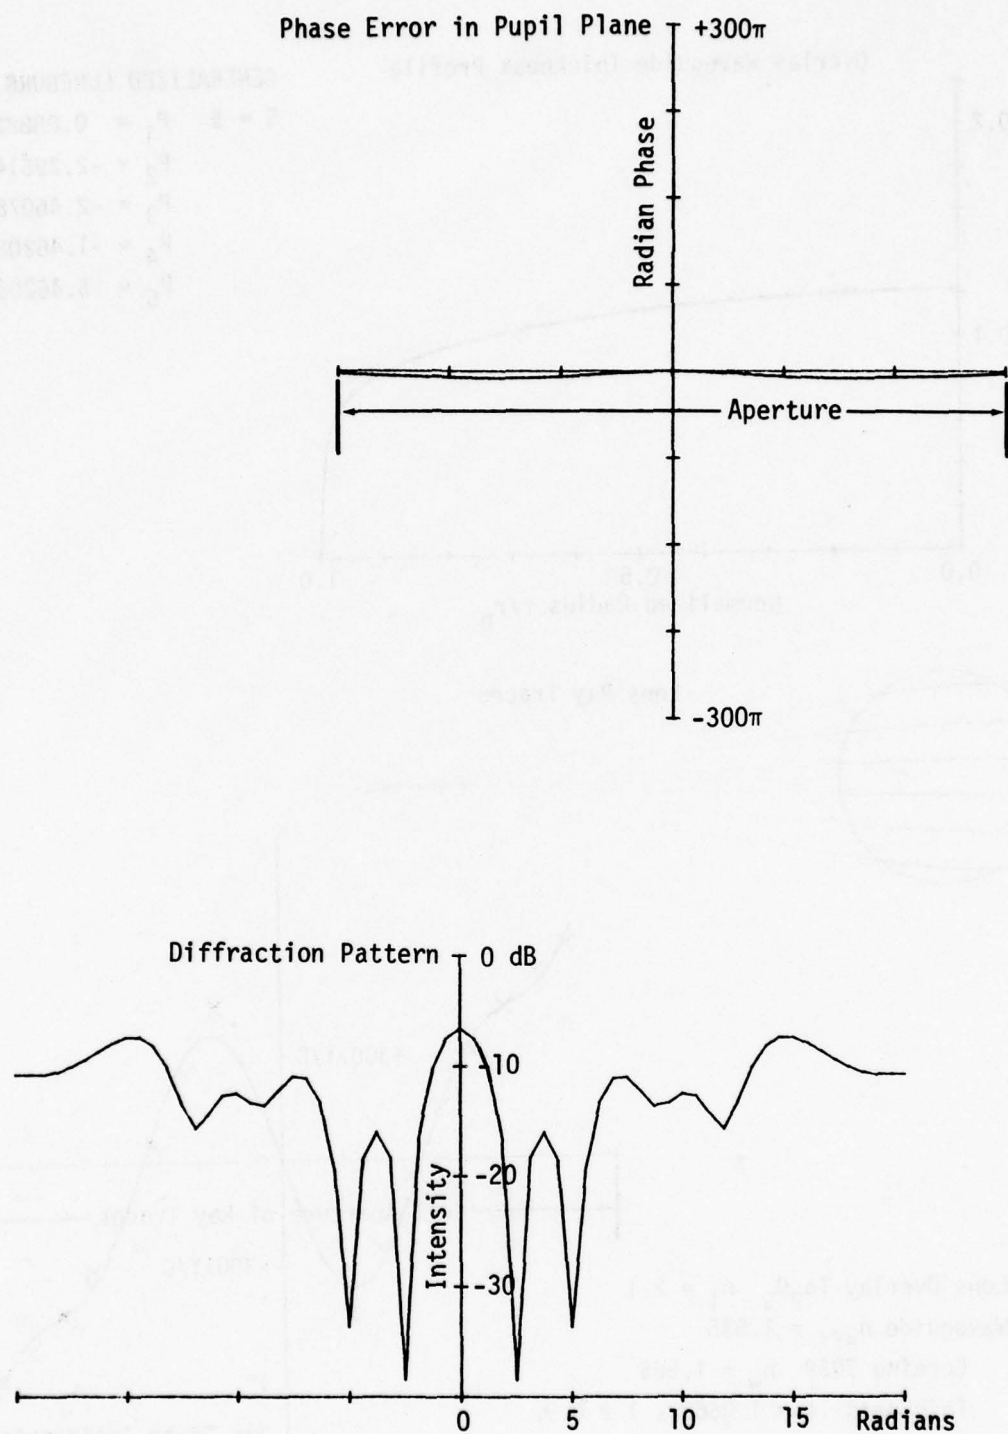 Phase Error in Pupil Plane +300π
Radian Phase
Aperture
-300π
Diffraction Pattern 0 dB
-10
-20
Intensity
-30
0 5 10 15 Radians